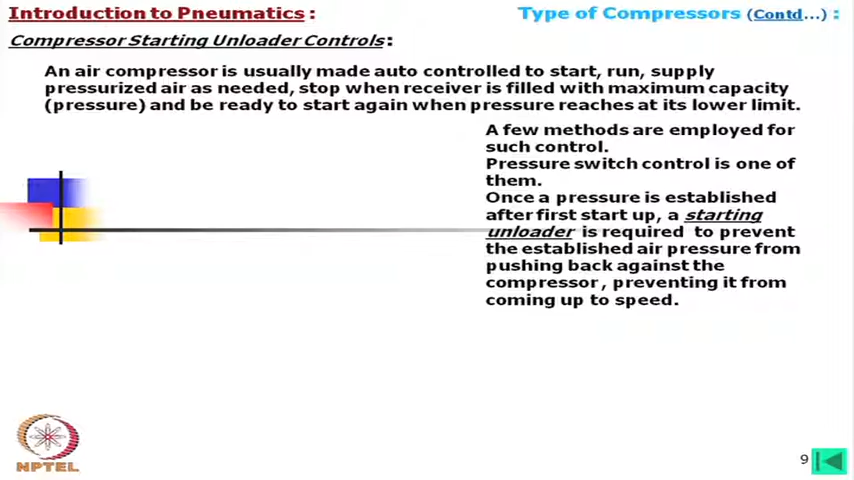 Introduction to Pneumatics :
Type of Compressors (Contd...) :
Compressor Starting Unloader Controls :
An air compressor is usually made auto controlled to start, run, supply
pressurized air as needed, stop when receiver is filled with maximum capacity
(pressure) and be ready to start again when pressure reaches at its lower limit.
A few methods are employed for
such control.
Pressure switch control is one of
them.
Once a pressure is established
after first start up, a starting
unloader is required to prevent
the established air pressure from
pushing back against the
compressor , preventing it from
coming up to speed.
NPTEL
9